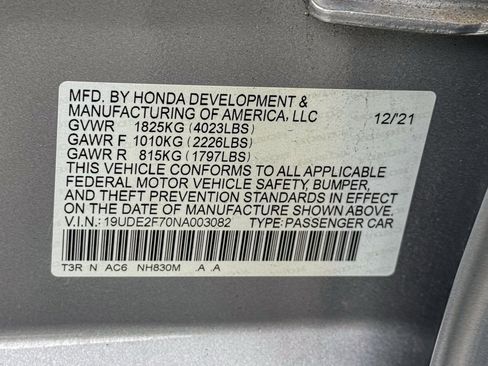 MFD. BY HONDA DEVELOPMENT &
MANUFACTURING OF AMERICA, LLC 12/21
GVWR 1825KG (4023LBS)
GAWR F 1010KG (2226LBS)
GAWR R 815KG (1797LBS)
THIS VEHICLE CONFORMS TO ALL APPLICABLE
FEDERAL MOTOR VEHICLE SAFETY, BUMPER,
AND THEFT PREVENTION STANDARDS IN EFFECT
ON THE DATE OF MANUFACTURE SHOWN ABOVE.
V.I.N.: 19UDE2F70NA003082 TYPE: PASSENGER CAR
T3R N AC6 NH830M .A .A